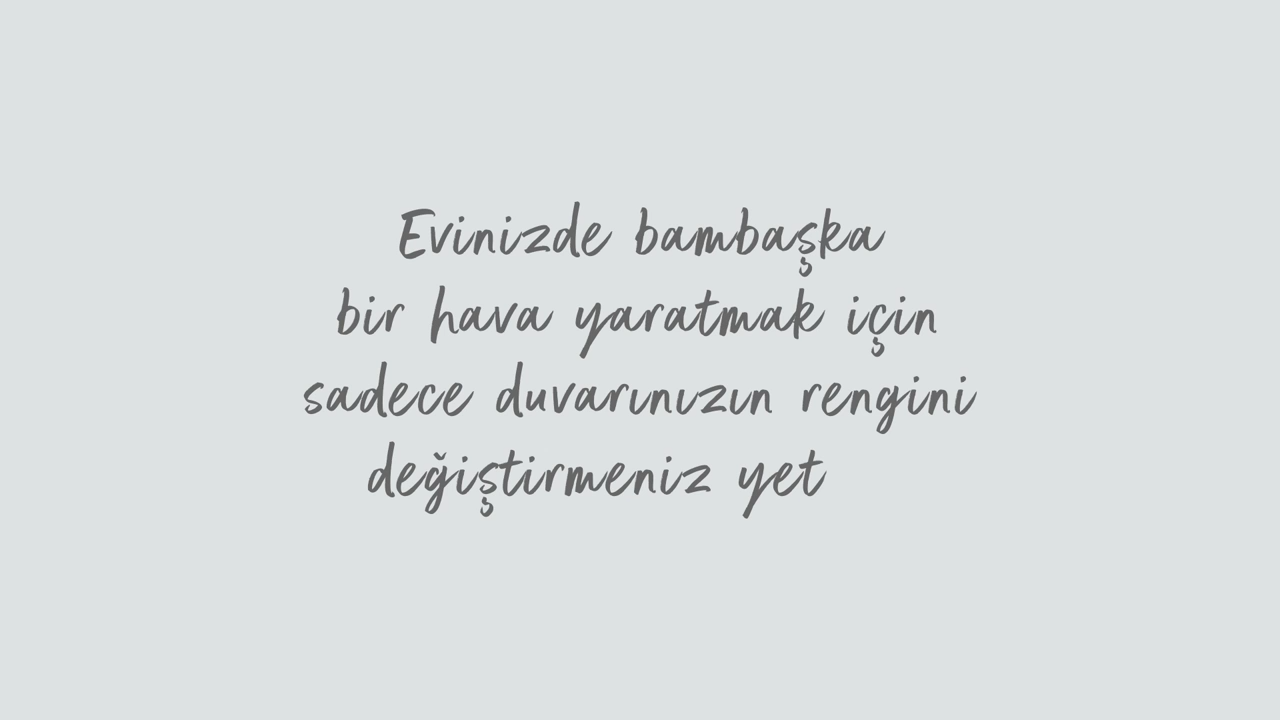 Evinizde bambaşka
bir hava yaratmak için
sadece duvarınızın rengini
değiştirmeniz yet